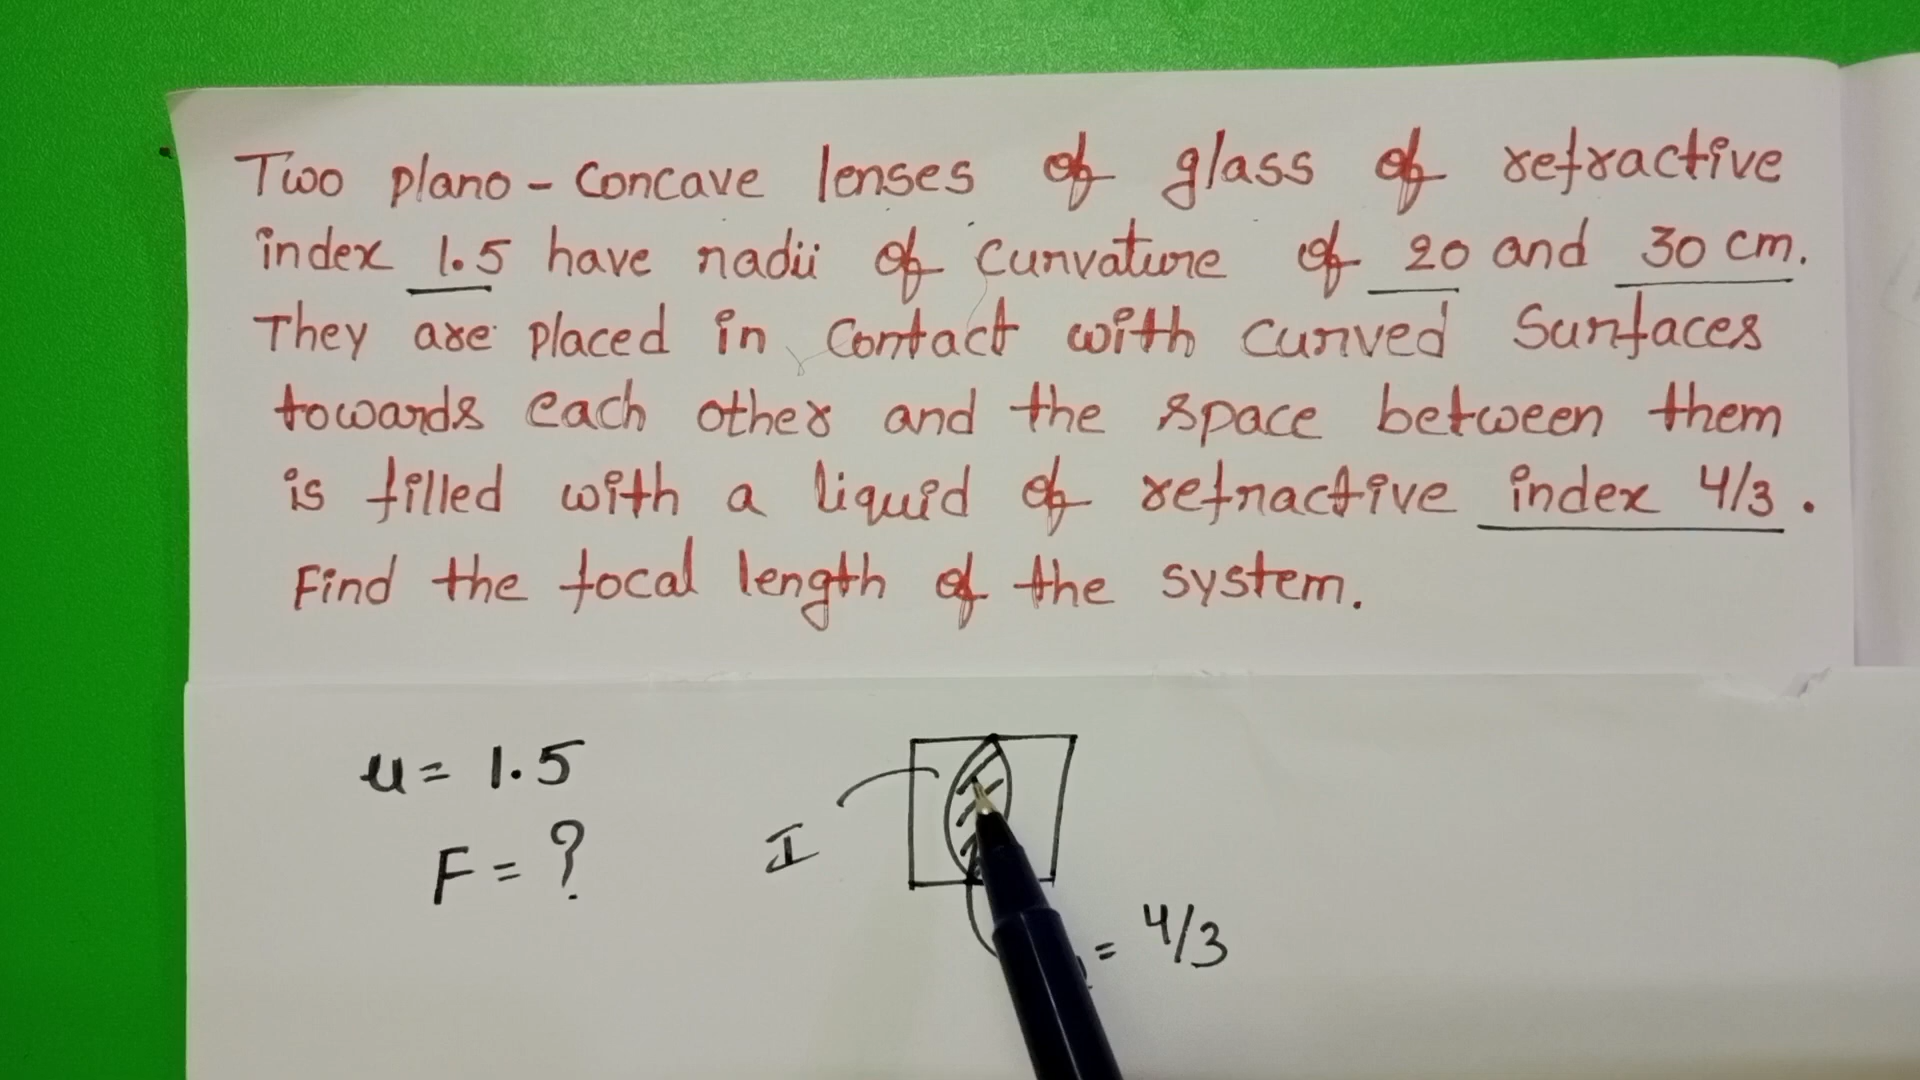 Two plano-concave lenses of glass of refractive
index 1.5 have radii of curvature of 20 and 30 cm.
They are placed in contact with curved surfaces
towards each other and the space between them
is filled with a liquid of refractive index 4/3.
Find the focal length of the system.
μ = 1.5
F = ?
I
= 4/3